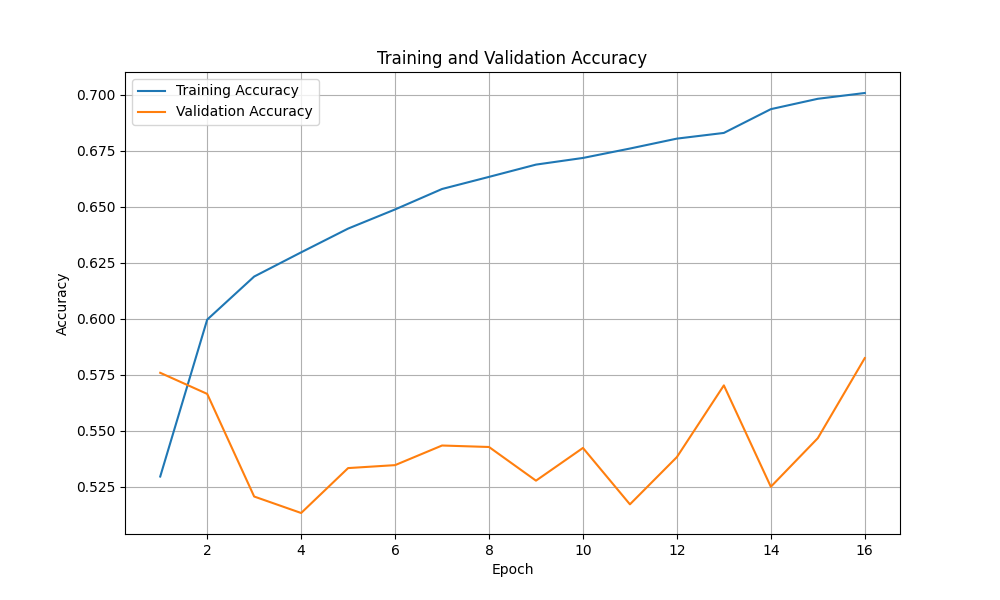 Training and Validation Accuracy
Training Accuracy
Validation Accuracy
0.700
0.675
0.650
0.625
0.600
0.575
0.550
0.525
Accuracy
2 4 6 8 10 12 14 16
Epoch